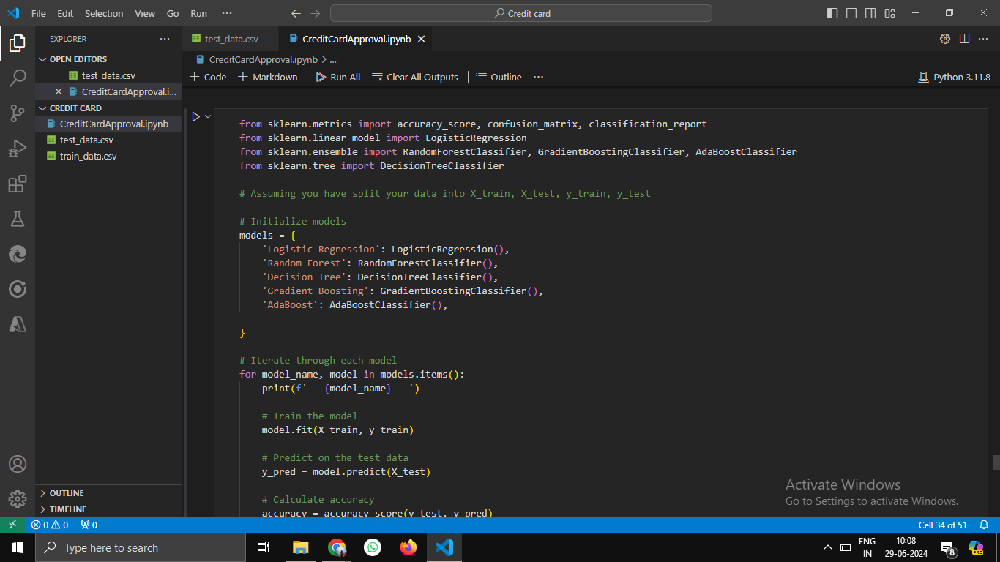 File Edit Selection View Go Run ···
Credit card
EXPLORER ···
OPEN EDITORS
test_data.csv
CreditCardApproval.i...
CREDIT CARD
CreditCardApproval.ipynb
test_data.csv
train_data.csv
OUTLINE
TIMELINE
test_data.csv CreditCardApproval.ipynb
CreditCardApproval.ipynb > ...
+ Code + Markdown Run All Clear All Outputs Outline ··· Python 3.11.8
from sklearn.metrics import accuracy_score, confusion_matrix, classification_report
from sklearn.linear_model import LogisticRegression
from sklearn.ensemble import RandomForestClassifier, GradientBoostingClassifier, AdaBoostClassifier
from sklearn.tree import DecisionTreeClassifier
# Assuming you have split your data into X_train, X_test, y_train, y_test
# Initialize models
models = {
'Logistic Regression': LogisticRegression(),
'Random Forest': RandomForestClassifier(),
'Decision Tree': DecisionTreeClassifier(),
'Gradient Boosting': GradientBoostingClassifier(),
'AdaBoost': AdaBoostClassifier(),
}
# Iterate through each model
for model_name, model in models.items():
print(f'-- {model_name} --')
# Train the model
model.fit(X_train, y_train)
# Predict on the test data
y_pred = model.predict(X_test)
# Calculate accuracy
accuracy = accuracy_score(y_test, y_pred)
Activate Windows
Go to Settings to activate Windows.
0 0 0 Cell 34 of 51
Type here to search
ENG
IN
10:08
29-06-2024
8
PRE